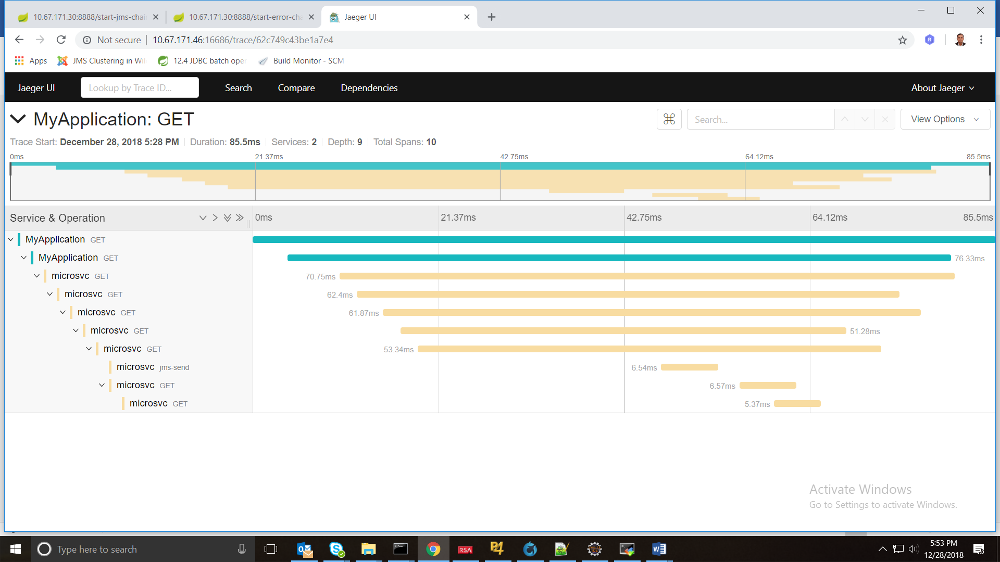 10.67.171.30:8888/start-jms-chai
10.67.171.30:8888/start-error-cha
Jaeger UI
Not secure
10.67.171.46:16686/trace/62c749c43be1a7e4
R
Apps
JMS Clustering in Wil
12.4 JDBC batch oper
Build Monitor - SCM
Jaeger UI
Lookup by Trace ID...
Search
Compare
Dependencies
About Jaeger
MyApplication: GET
Search...
View Options
Trace Start: December 28, 2018 5:28 PM
Duration: 85.5ms
Services: 2
Depth: 9
Total Spans: 10
0ms
21.37ms
42.75ms
64.12ms
85.5ms
Service & Operation
0ms
21.37ms
42.75ms
64.12ms
85.5ms
MyApplication GET
MyApplication GET
76.33ms
microsvc GET
70.75ms
microsvc GET
62.4ms
microsvc GET
61.87ms
microsvc GET
51.28ms
microsvc GET
53.34ms
microsvc jms-send
6.54ms
microsvc GET
6.57ms
microsvc GET
5.37ms
Activate Windows
Go to Settings to activate Windows.
Type here to search
RSA
P4
5:53 PM
12/28/2018